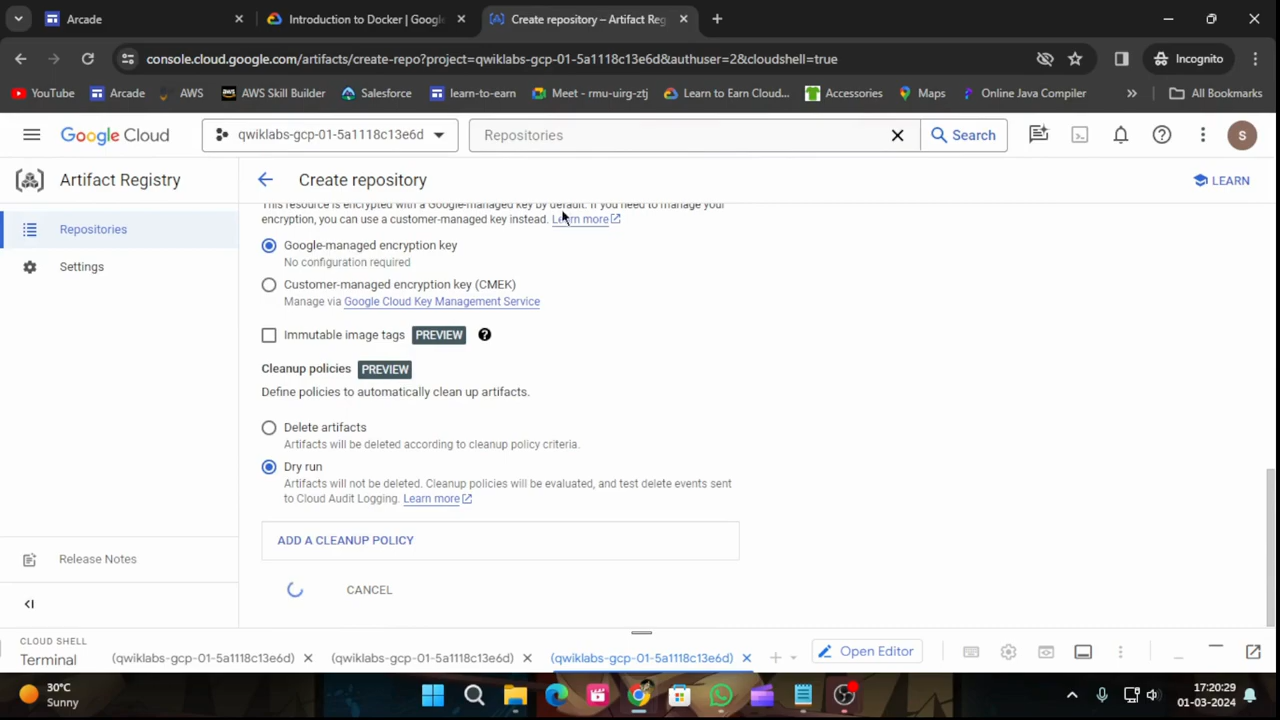 Arcade
Introduction to Docker | Google
Create repository – Artifact Reg
console.cloud.google.com/artifacts/create-repo?project=qwiklabs-gcp-01-5a1118c13e6d&authuser=2&cloudshell=true
Incognito
YouTube
Arcade
AWS
AWS Skill Builder
Salesforce
learn-to-earn
Meet - rmu-uirg-ztj
Learn to Earn Cloud...
Accessories
Maps
Online Java Compiler
All Bookmarks
Google Cloud
qwiklabs-gcp-01-5a1118c13e6d
Repositories
Search
S
Artifact Registry
Create repository
LEARN
Repositories
Settings
This resource is encrypted with a Google-managed key by default. If you need to manage your
encryption, you can use a customer-managed key instead. Learn more
Google-managed encryption key
No configuration required
Customer-managed encryption key (CMEK)
Manage via Google Cloud Key Management Service
Immutable image tags PREVIEW
Cleanup policies PREVIEW
Define policies to automatically clean up artifacts.
Delete artifacts
Artifacts will be deleted according to cleanup policy criteria.
Dry run
Artifacts will not be deleted. Cleanup policies will be evaluated, and test delete events sent
to Cloud Audit Logging. Learn more
ADD A CLEANUP POLICY
CANCEL
Release Notes
CLOUD SHELL
Terminal
(qwiklabs-gcp-01-5a1118c13e6d)
(qwiklabs-gcp-01-5a1118c13e6d)
(qwiklabs-gcp-01-5a1118c13e6d)
Open Editor
30°C
Sunny
17:20:29
01-03-2024